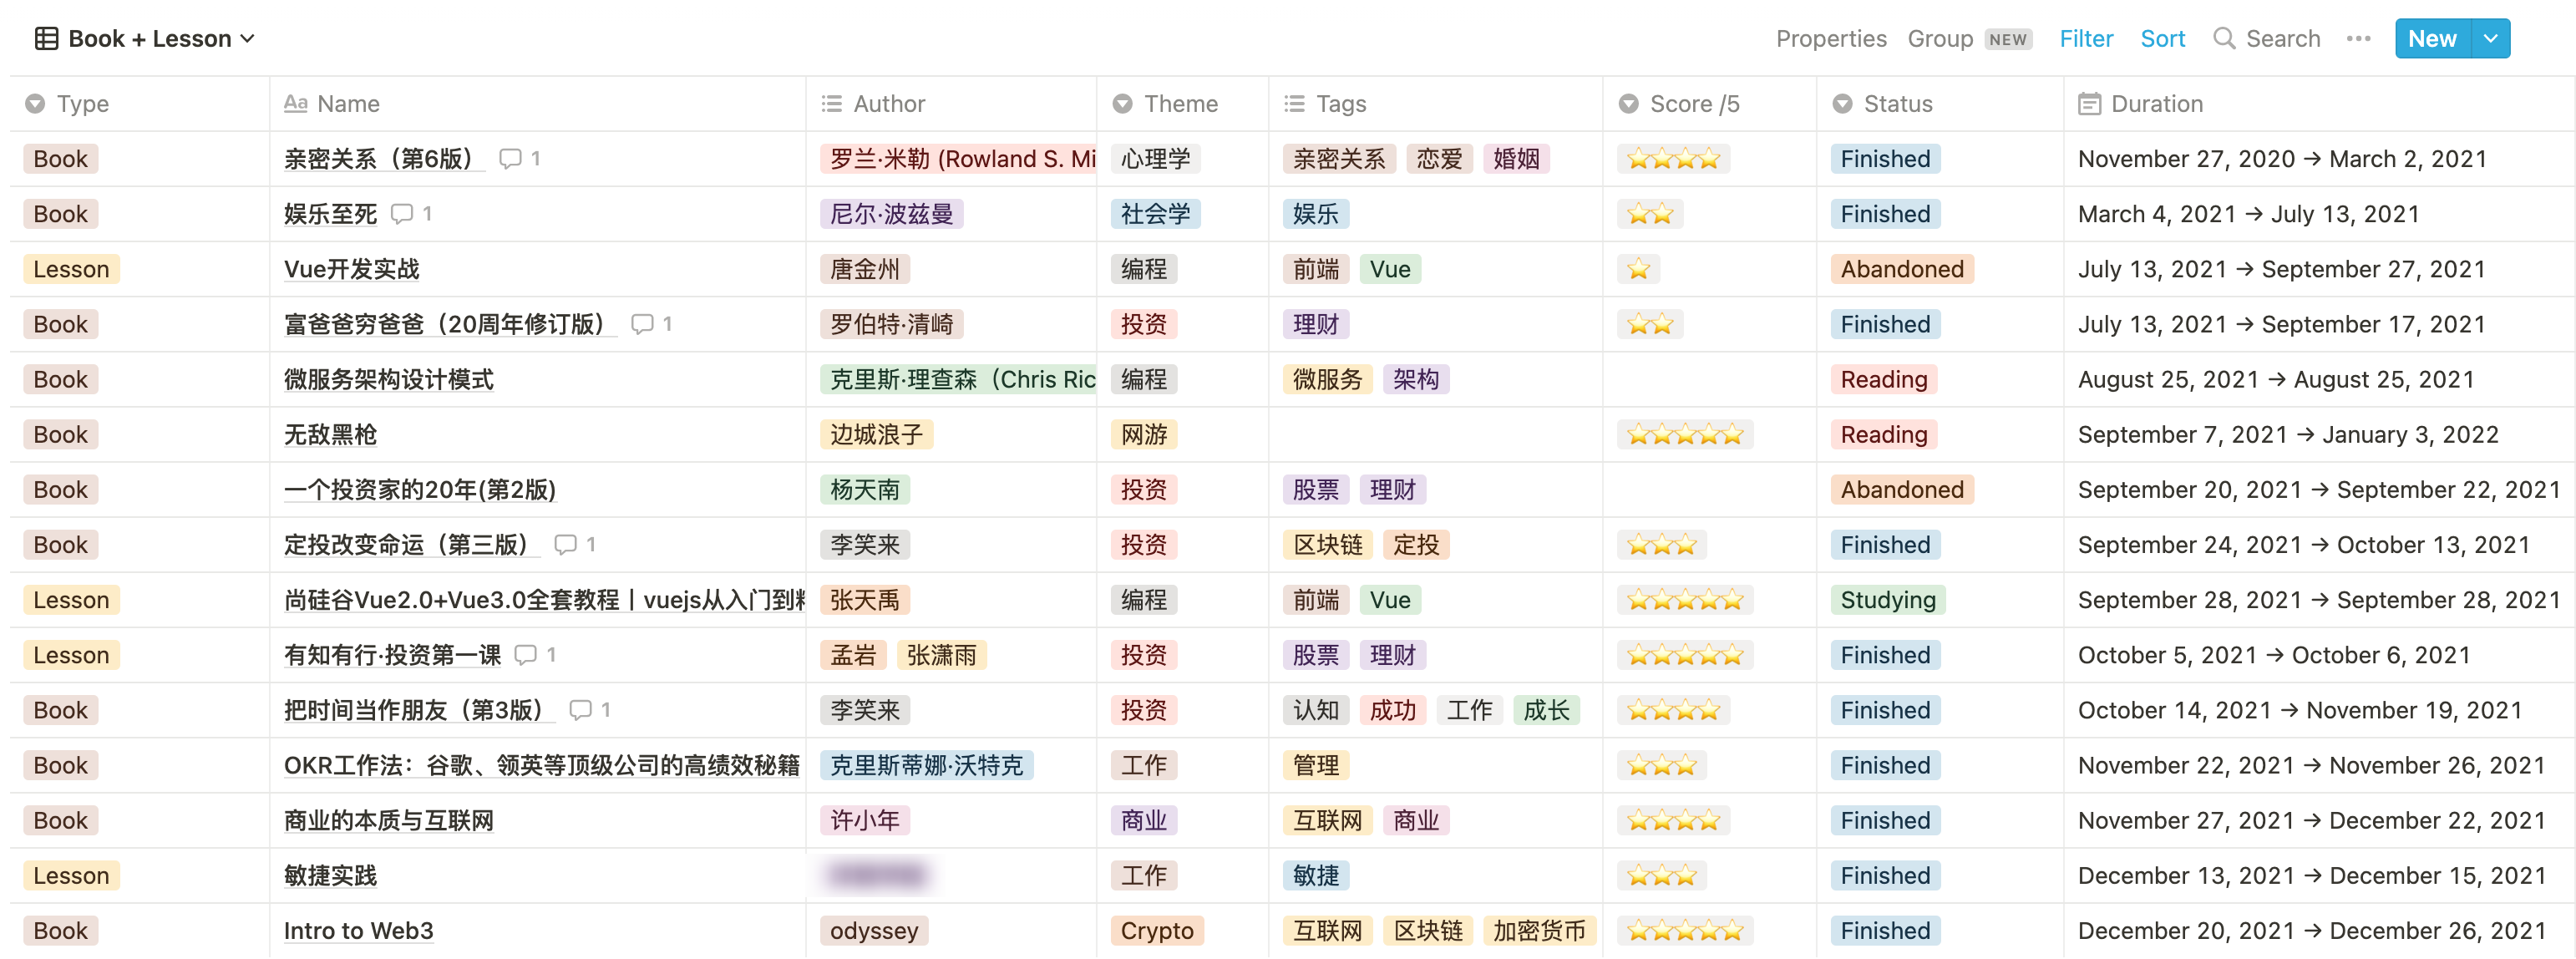 Book + Lesson Properties Group NEW Filter Sort Search New
Type Aa Name Author Theme Tags Score /5 Status Duration
Book 亲密关系（第6版） 1 罗兰·米勒 (Rowland S. Mi 心理学 亲密关系 恋爱 婚姻 ⭐⭐⭐⭐ Finished November 27, 2020 → March 2, 2021
Book 娱乐至死 1 尼尔·波兹曼 社会学 娱乐 ⭐⭐ Finished March 4, 2021 → July 13, 2021
Lesson Vue开发实战 唐金州 编程 前端 Vue ⭐ Abandoned July 13, 2021 → September 27, 2021
Book 富爸爸穷爸爸（20周年修订版） 1 罗伯特·清崎 投资 理财 ⭐⭐ Finished July 13, 2021 → September 17, 2021
Book 微服务架构设计模式 克里斯·理查森（Chris Ric 编程 微服务 架构 Reading August 25, 2021 → August 25, 2021
Book 无敌黑枪 边城浪子 网游 ⭐⭐⭐⭐⭐ Reading September 7, 2021 → January 3, 2022
Book 一个投资家的20年(第2版) 杨天南 投资 股票 理财 Abandoned September 20, 2021 → September 22, 2021
Book 定投改变命运（第三版） 1 李笑来 投资 区块链 定投 ⭐⭐⭐ Finished September 24, 2021 → October 13, 2021
Lesson 尚硅谷Vue2.0+Vue3.0全套教程丨vuejs从入门到 张天禹 编程 前端 Vue ⭐⭐⭐⭐⭐ Studying September 28, 2021 → September 28, 2021
Lesson 有知有行·投资第一课 1 孟岩 张潇雨 投资 股票 理财 ⭐⭐⭐⭐⭐ Finished October 5, 2021 → October 6, 2021
Book 把时间当作朋友（第3版） 1 李笑来 投资 认知 成功 工作 成长 ⭐⭐⭐⭐ Finished October 14, 2021 → November 19, 2021
Book OKR工作法：谷歌、领英等顶级公司的高绩效秘籍 克里斯蒂娜·沃特克 工作 管理 ⭐⭐⭐ Finished November 22, 2021 → November 26, 2021
Book 商业的本质与互联网 许小年 商业 互联网 商业 ⭐⭐⭐⭐ Finished November 27, 2021 → December 22, 2021
Lesson 敏捷实践 工作 敏捷 ⭐⭐⭐ Finished December 13, 2021 → December 15, 2021
Book Intro to Web3 odyssey Crypto 互联网 区块链 加密货币 ⭐⭐⭐⭐⭐ Finished December 20, 2021 → December 26, 2021